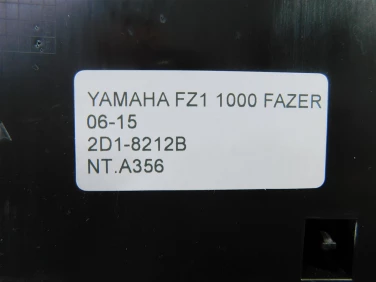 YAMAHA FZ1 1000 FAZER
06-15
2D1-8212B
NT.A356